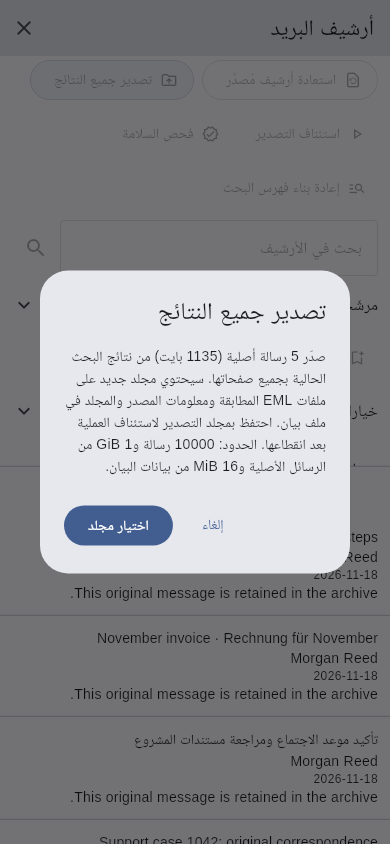 أرشيف البريد
استعادة أرشيف مُصدّر
تصدير جميع النتائج
استئناف التصدير
فحص السلامة
إعادة بناء فهرس البحث
بحث في الأرشيف
تصدير جميع النتائج
صدّر 5 رسالة أصلية (1135 بايت) من نتائج البحث
الحالية بجميع صفحاتها. سيحتوي مجلد جديد على
ملفات EML المطابقة ومعلومات المصدر والمجلد في
ملف بيان. احتفظ بمجلد التصدير لاستئناف العملية
بعد انقطاعها. الحدود: 10000 رسالة و1 GiB من
الرسائل الأصلية و16 MiB من بيانات البيان.
إلغاء
اختيار مجلد
Reed
2026-11-18
This original message is retained in the archive.
November invoice · Rechnung für November
Morgan Reed
2026-11-18
This original message is retained in the archive.
تأكيد موعد الاجتماع ومراجعة مستندات المشروع
Morgan Reed
2026-11-18
This original message is retained in the archive.
Support case 1042: original correspondence